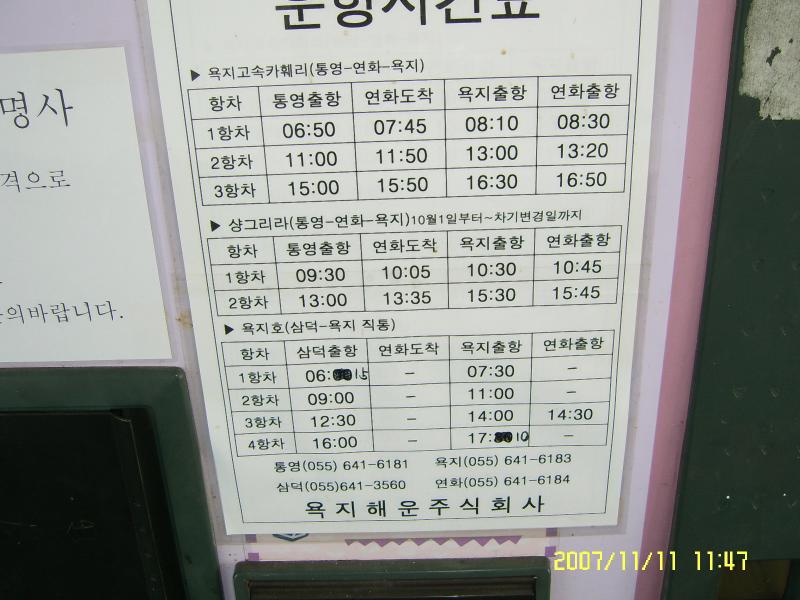 운항시간표
명사
격으로
의바랍니다.
▶ 욕지고속카훼리(통영-연화-욕지)
항차 통영출항 연화도착 욕지출항 연화출항
1항차 06:50 07:45 08:10 08:30
2항차 11:00 11:50 13:00 13:20
3항차 15:00 15:50 16:30 16:50
▶ 샹그리라(통영-연화-욕지)10월1일부터~차기변경일까지
항차 통영출항 연화도착 욕지출항 연화출항
1항차 09:30 10:05 10:30 10:45
2항차 13:00 13:35 15:30 15:45
▶ 욕지호(삼덕-욕지 직통)
항차 삼덕출항 연화도착 욕지출항 연화출항
1항차 06:15 - 07:30 -
2항차 09:00 - 11:00 -
3항차 12:30 - 14:00 14:30
4항차 16:00 - 17:10 -
통영(055) 641-6181 욕지(055) 641-6183
삼덕(055)641-3560 연화(055) 641-6184
욕지해운주식회사
2007/11/11 11:47